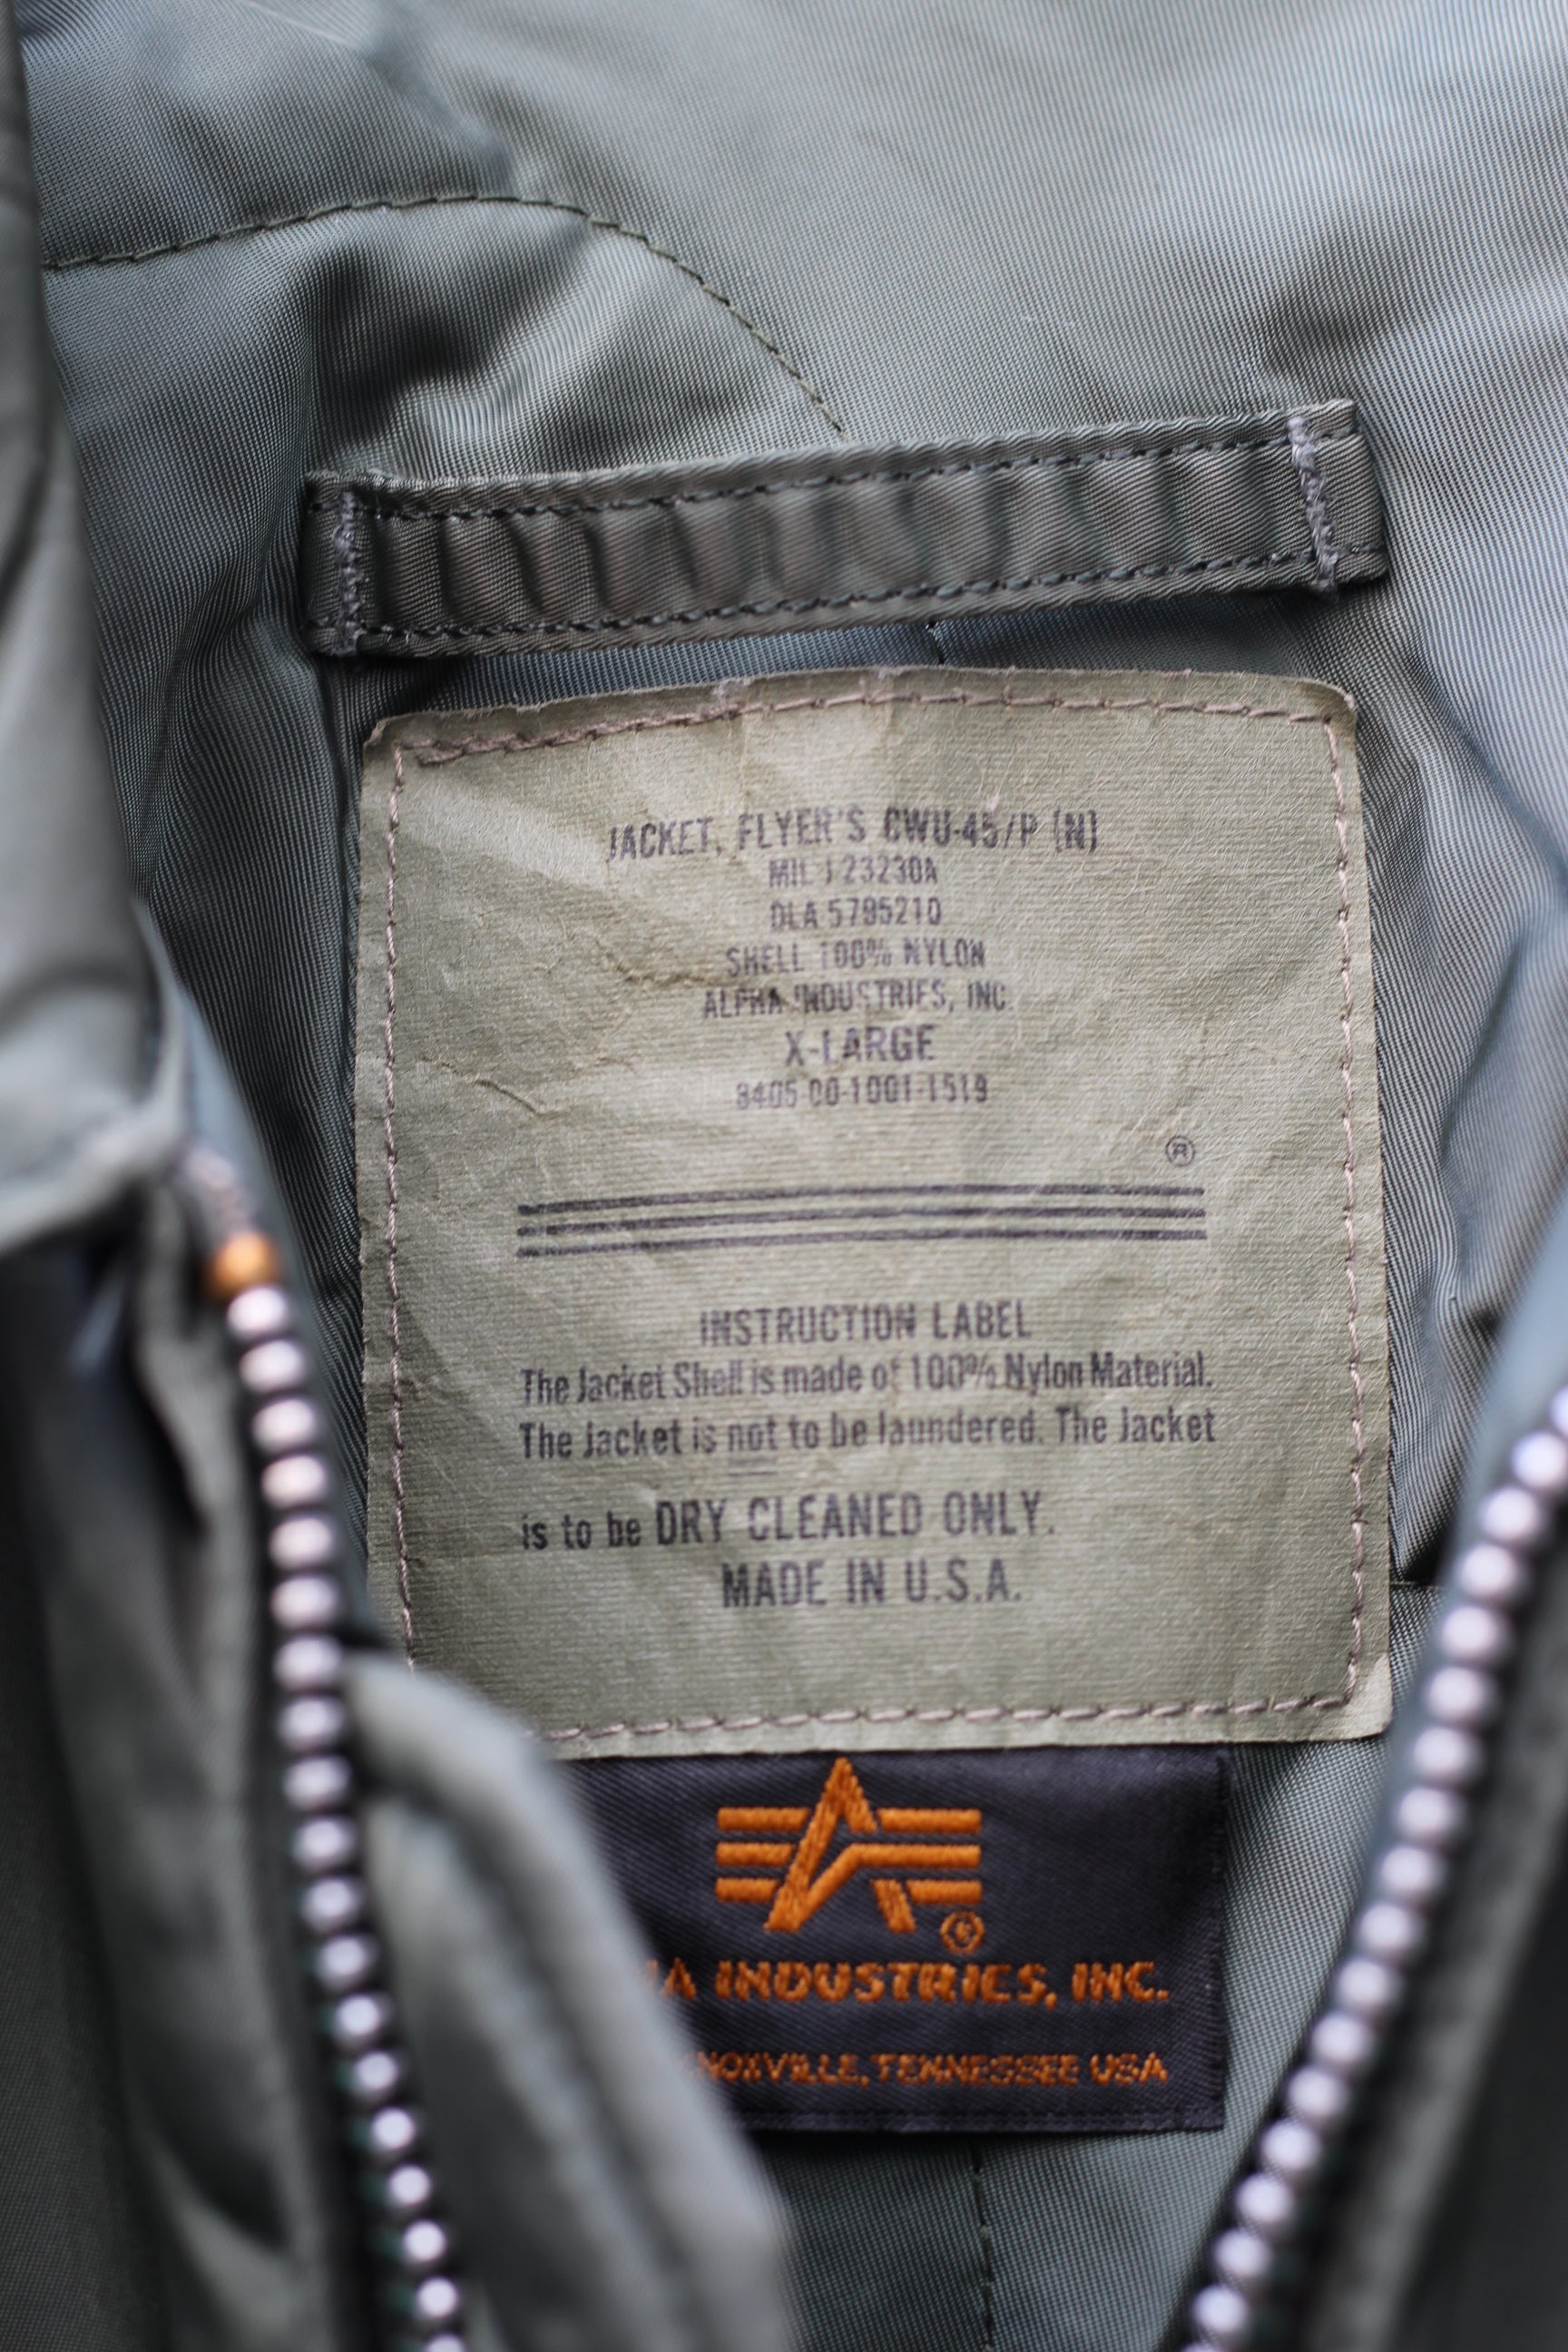 JACKET, FLYER'S CWU-45/P (N)
MIL J 23230A
DLA 5795210
SHELL 100% NYLON
ALPHA INDUSTRIES, INC.
X-LARGE
8405-00-1001-1519
®
INSTRUCTION LABEL
The Jacket Shell is made of 100% Nylon Material.
The Jacket is not to be laundered. The Jacket
is to be DRY CLEANED ONLY.
MADE IN U.S.A.
®
A INDUSTRIES, INC.
NOXVILLE, TENNESSEE USA